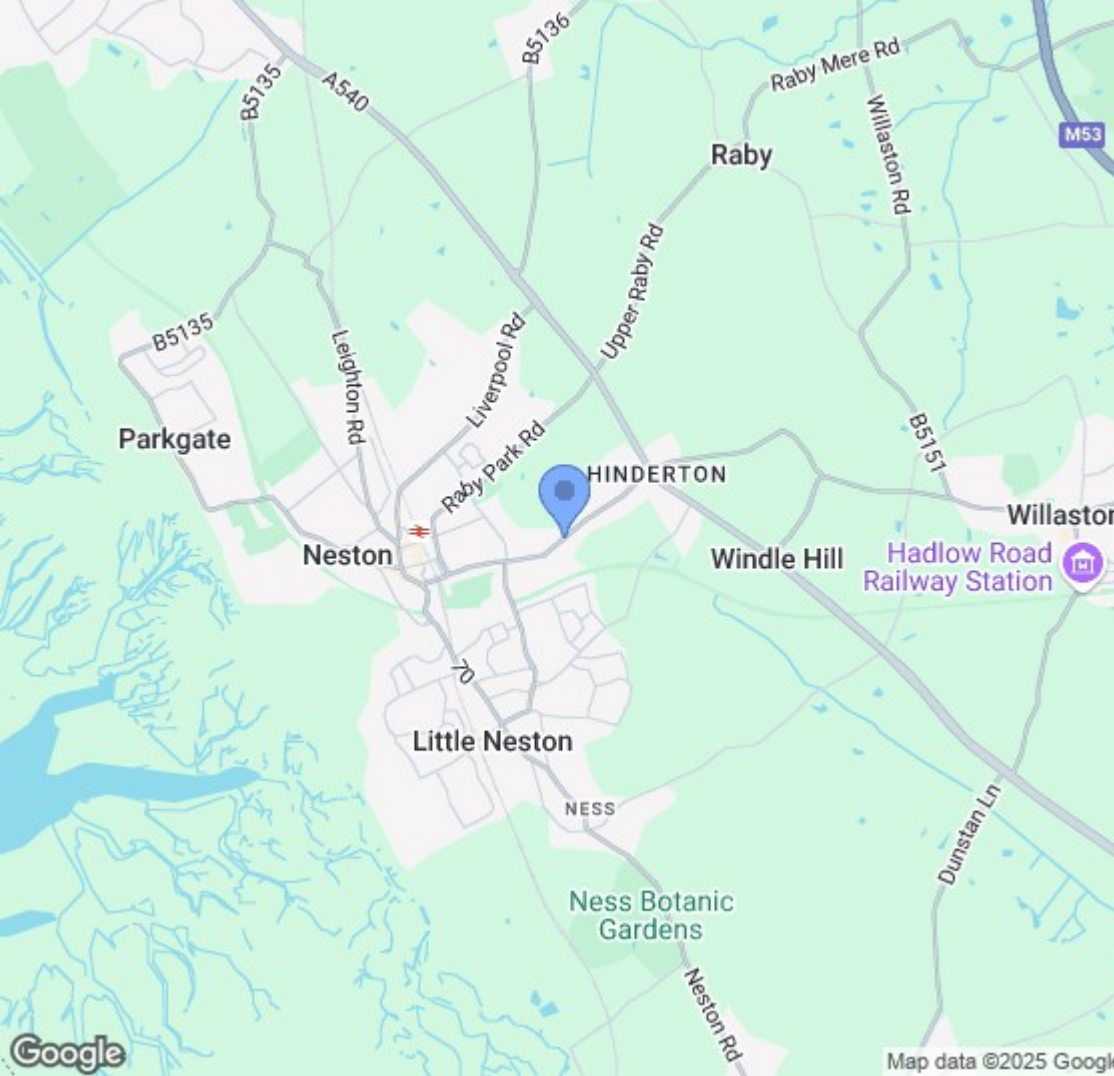 B5136
Raby Mere Rd
B5135
A540
Willaston Rd
M53
Raby
Upper Raby Rd
B5135
Liverpool Rd
Leighton Rd
B5151
Parkgate
Raby Park Rd
HINDERTON
Willaston
Neston
Windle Hill
Hadlow Road
Railway Station
70
Little Neston
NESS
Dunstan Ln
Ness Botanic
Gardens
Neston Rd
Google
Map data ©2025 Google